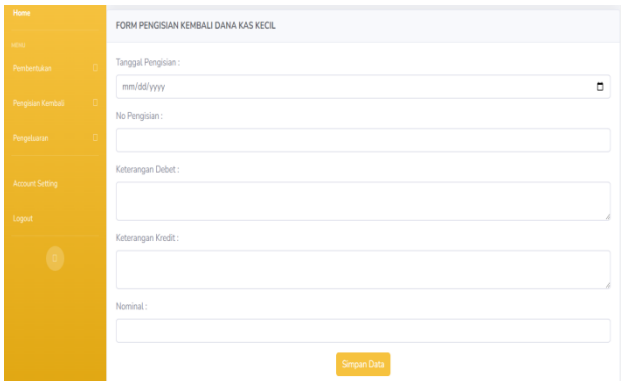 Home
MENU
Pembentukan
Pengisian Kembali
Pengeluaran
Account Setting
Logout
FORM PENGISIAN KEMBALI DANA KAS KECIL
Tanggal Pengisian :
mm/dd/yyyy
No Pengisian :
Keterangan Debet :
Keterangan Kredit :
Nominal :
Simpan Data